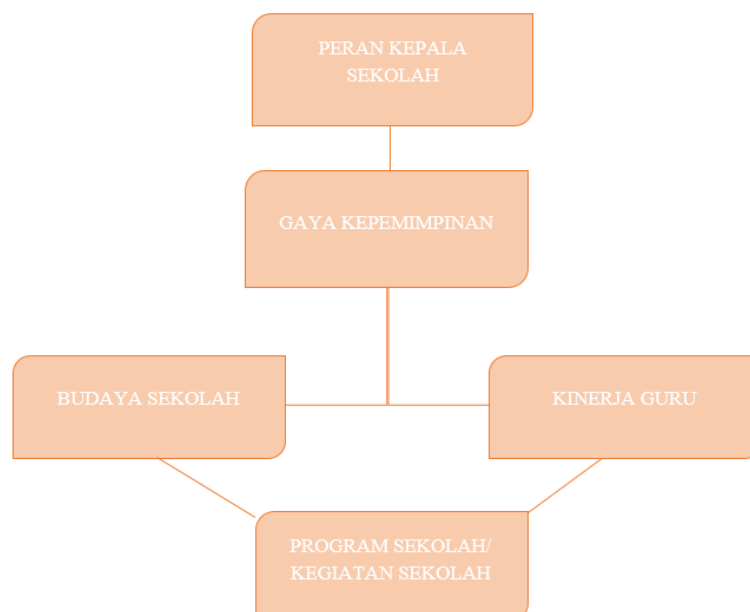 PERAN KEPALA
SEKOLAH
GAYA KEPEMIMPINAN
BUDAYA SEKOLAH
KINERJA GURU
PROGRAM SEKOLAH/
KEGIATAN SEKOLAH